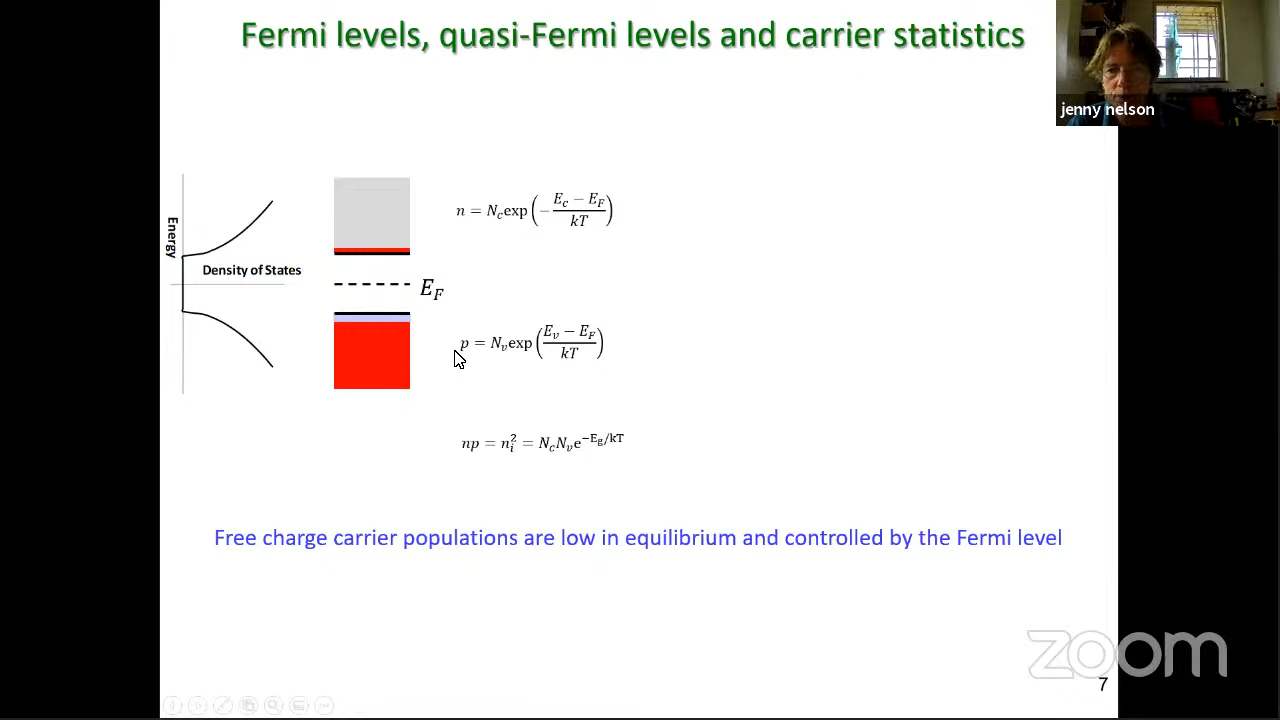 Fermi levels, quasi-Fermi levels and carrier statistics
jenny nelson
Energy
Density of States
E_F
n = N_c exp(−(E_c − E_F)/kT)
p = N_v exp((E_v − E_F)/kT)
np = n_i^2 = N_c N_v e^{−E_g/kT}
Free charge carrier populations are low in equilibrium and controlled by the Fermi level
zoom
7